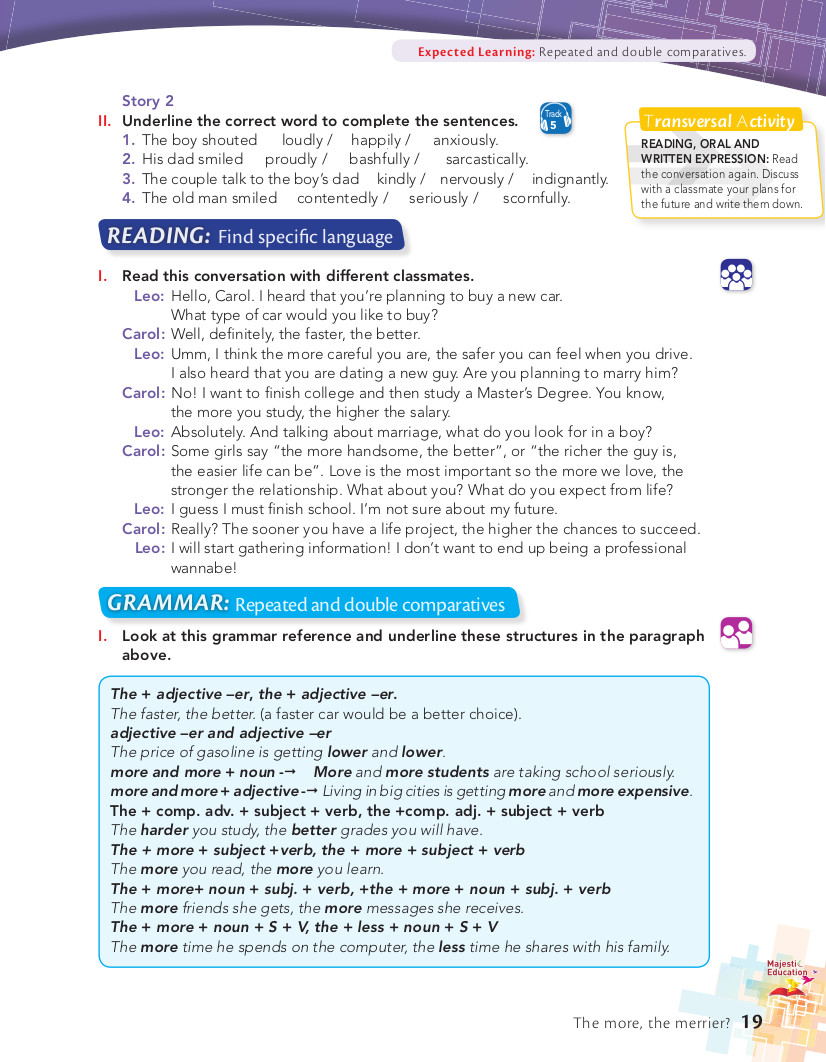 Expected Learning: Repeated and double comparatives.
Story 2
II. Underline the correct word to complete the sentences.
Track
5
1. The boy shouted loudly / happily / anxiously.
2. His dad smiled proudly / bashfully / sarcastically.
3. The couple talk to the boy’s dad kindly / nervously / indignantly.
4. The old man smiled contentedly / seriously / scornfully.
Transversal Activity
READING, ORAL AND
WRITTEN EXPRESSION: Read
the conversation again. Discuss
with a classmate your plans for
the future and write them down.
READING: Find specific language
I. Read this conversation with different classmates.
Leo: Hello, Carol. I heard that you’re planning to buy a new car.
What type of car would you like to buy?
Carol: Well, definitely, the faster, the better.
Leo: Umm, I think the more careful you are, the safer you can feel when you drive.
I also heard that you are dating a new guy. Are you planning to marry him?
Carol: No! I want to finish college and then study a Master’s Degree. You know,
the more you study, the higher the salary.
Leo: Absolutely. And talking about marriage, what do you look for in a boy?
Carol: Some girls say “the more handsome, the better”, or “the richer the guy is,
the easier life can be”. Love is the most important so the more we love, the
stronger the relationship. What about you? What do you expect from life?
Leo: I guess I must finish school. I’m not sure about my future.
Carol: Really? The sooner you have a life project, the higher the chances to succeed.
Leo: I will start gathering information! I don’t want to end up being a professional
wannabe!
GRAMMAR: Repeated and double comparatives
I. Look at this grammar reference and underline these structures in the paragraph
above.
The + adjective –er, the + adjective –er.
The faster, the better. (a faster car would be a better choice).
adjective –er and adjective –er
The price of gasoline is getting lower and lower.
more and more + noun -→ More and more students are taking school seriously.
more and more + adjective -→ Living in big cities is getting more and more expensive.
The + comp. adv. + subject + verb, the +comp. adj. + subject + verb
The harder you study, the better grades you will have.
The + more + subject +verb, the + more + subject + verb
The more you read, the more you learn.
The + more+ noun + subj. + verb, +the + more + noun + subj. + verb
The more friends she gets, the more messages she receives.
The + more + noun + S + V, the + less + noun + S + V
The more time he spends on the computer, the less time he shares with his family.
Majestic
Education
The more, the merrier? 19